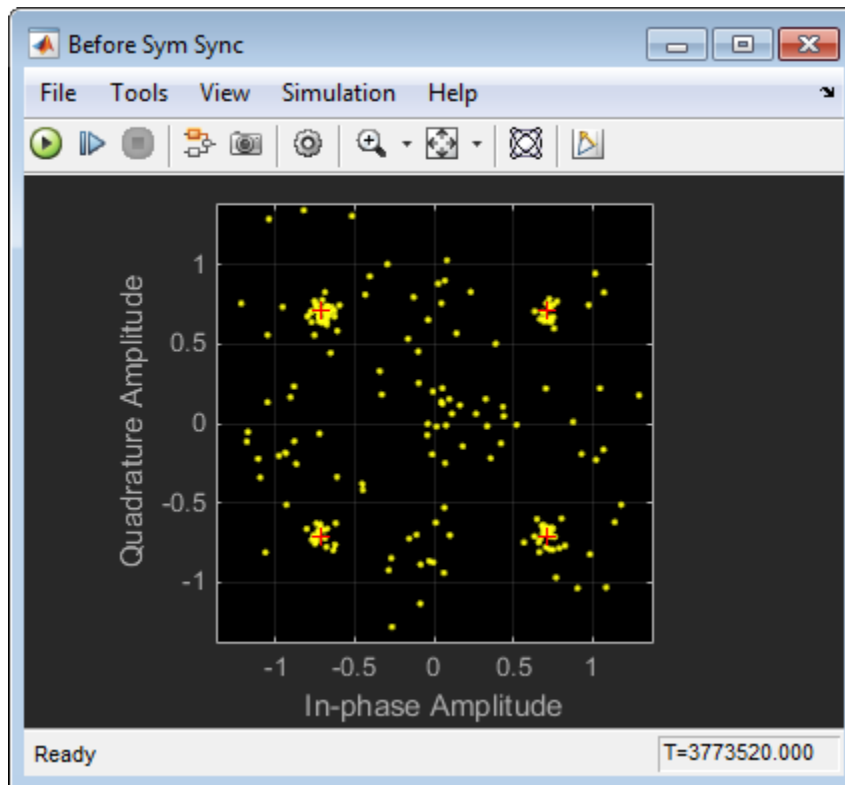 Before Sym Sync
File Tools View Simulation Help
Quadrature Amplitude
1
0.5
0
-0.5
-1
-1 -0.5 0 0.5 1
In-phase Amplitude
Ready T=3773520.000